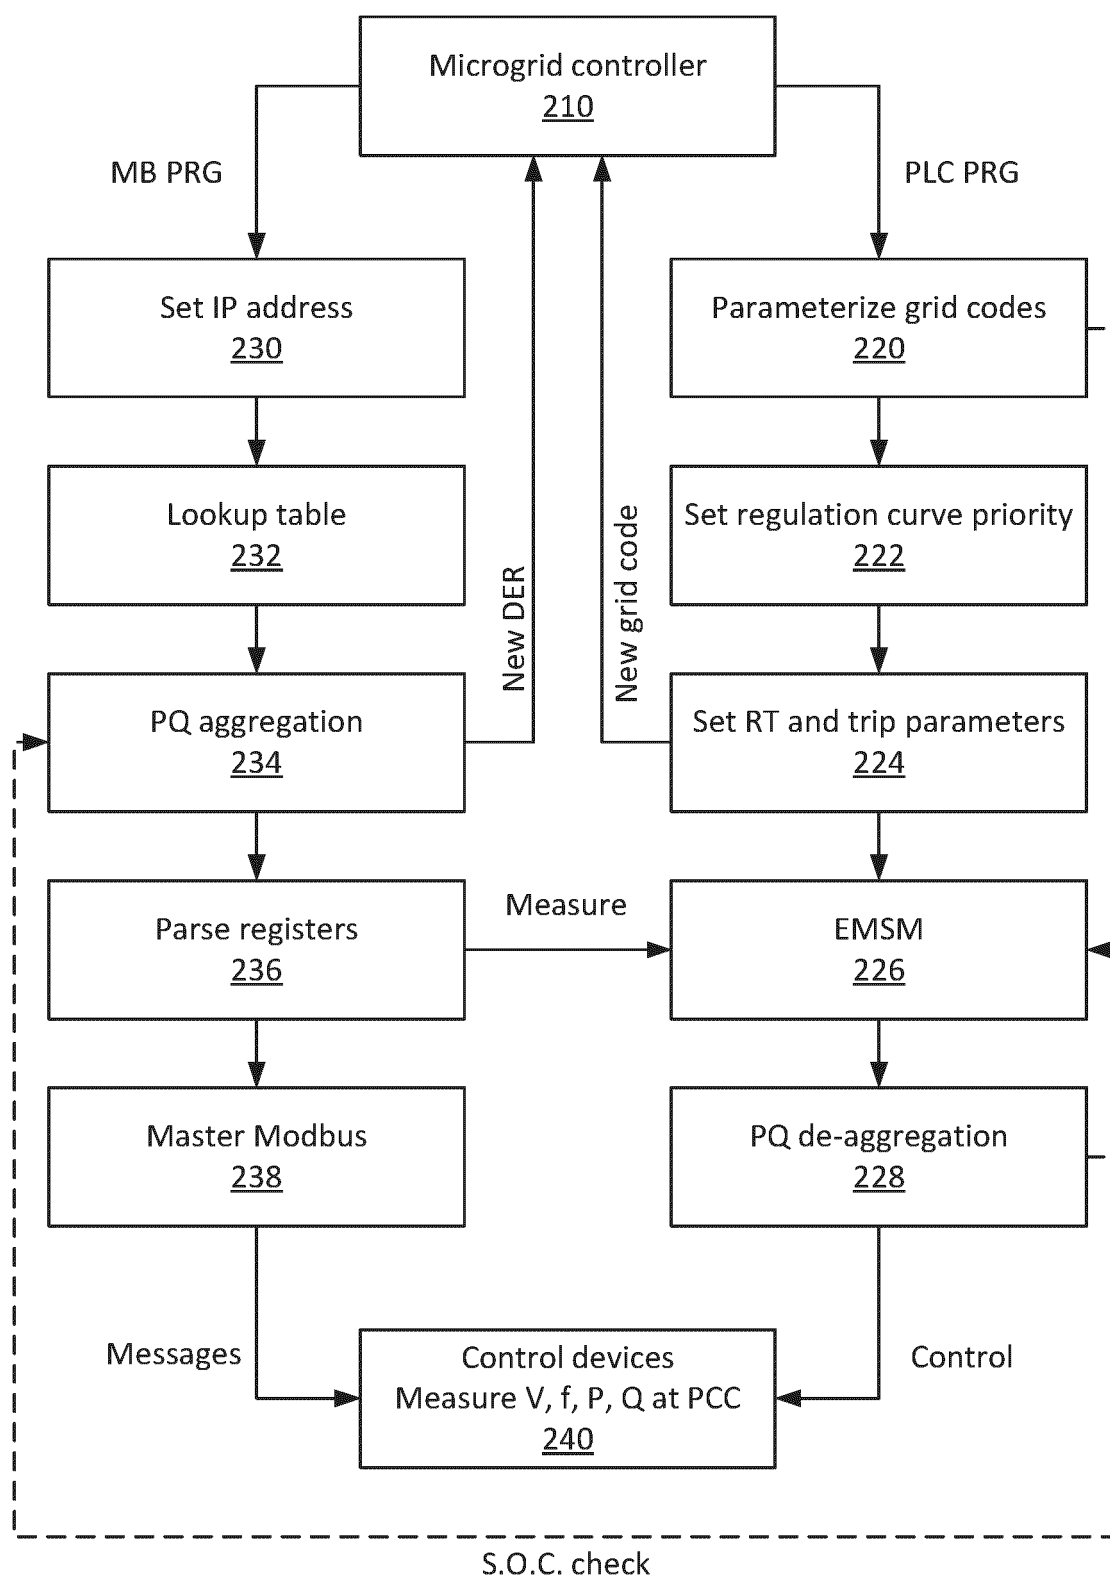 Microgrid controller
210
MB PRG
PLC PRG
Set IP address
230
Parameterize grid codes
220
Lookup table
232
Set regulation curve priority
222
New DER
New grid code
PQ aggregation
234
Set RT and trip parameters
224
Parse registers
236
Measure
EMSM
226
Master Modbus
238
PQ de-aggregation
228
Messages
Control devices
Measure V, f, P, Q at PCC
240
Control
S.O.C. check